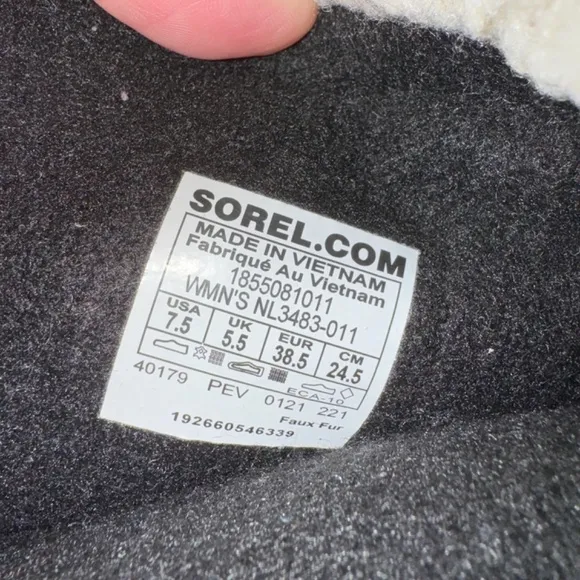 SOREL.COM
MADE IN VIETNAM
Fabriqué Au Vietnam
1855081011
WMN'S NL3483-011
USA UK EUR CM
7.5 5.5 38.5 24.5
ECA-10
40179 PEV 0121 221
Faux Fur
192660546339